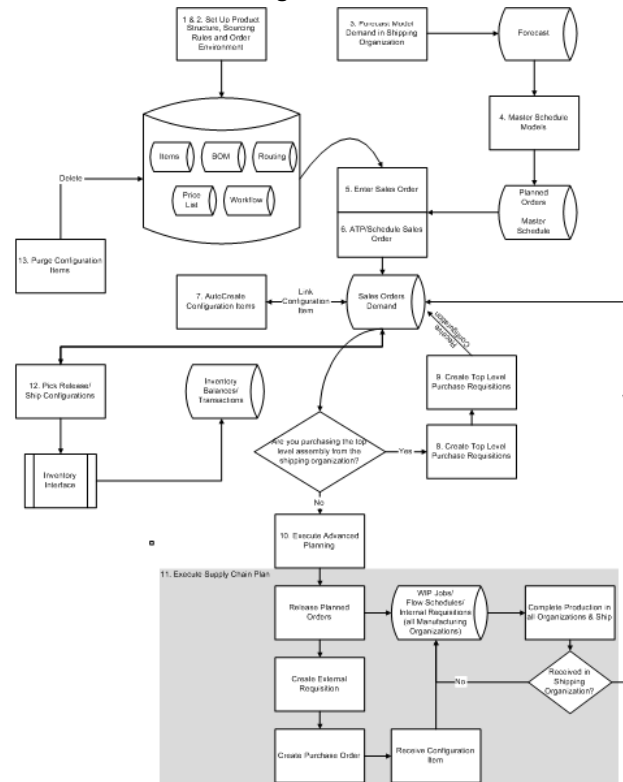 1 & 2. Set Up Product
Structure, Sourcing
Rules and Order
Environment
3. Forecast Model
Demand in Shipping
Organization
Forecast
4. Master Schedule
Models
Items
BOM
Routing
Price
List
Workflow
Delete
Planned
Orders
Master
Schedule
5. Enter Sales Order
6. ATP/Schedule Sales
Order
13. Purge Configuration
Items
7. AutoCreate
Configuration Items
Link
Configuration
Item
Sales Orders
Demand
Receive
Configuration
12. Pick Release/
Ship Configurations
Inventory
Balances/
Transactions
9. Create Top Level
Purchase Requisitions
Are you purchasing the top
level assembly from the
shipping organization?
Yes
8. Create Top Level
Purchase Requisitions
Inventory
Interface
No
10. Execute Advanced
Planning
11. Execute Supply Chain Plan
Release Planned
Orders
WIP Jobs/
Flow Schedules/
Internal Requisitions
(all Manufacturing
Organizations)
Complete Production in
all Organizations & Ship
Create External
Requisition
No
Received in
Shipping
Organization?
Create Purchase Order
Receive Configuration
Item